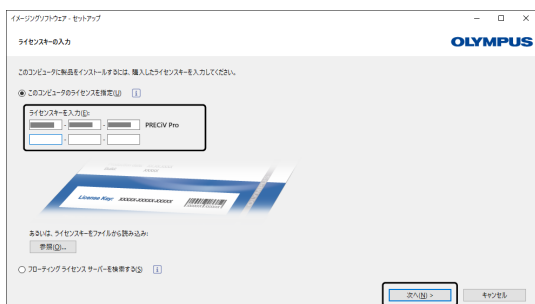 イメージングソフトウェア - セットアップ
ライセンスキーの入力
OLYMPUS
このコンピュータに製品をインストールするには、購入したライセンスキーを入力してください。
このコンピュータのライセンスを指定(U)
ライセンスキーを入力(E):
- - PRECiV Pro
- -
License Key: XXXXX-XXXXX-XXXXX
あるいは、ライセンスキーをファイルから読み込み:
参照(O)...
フローティング ライセンス サーバーを検索する(S)
次へ(N) >
キャンセル